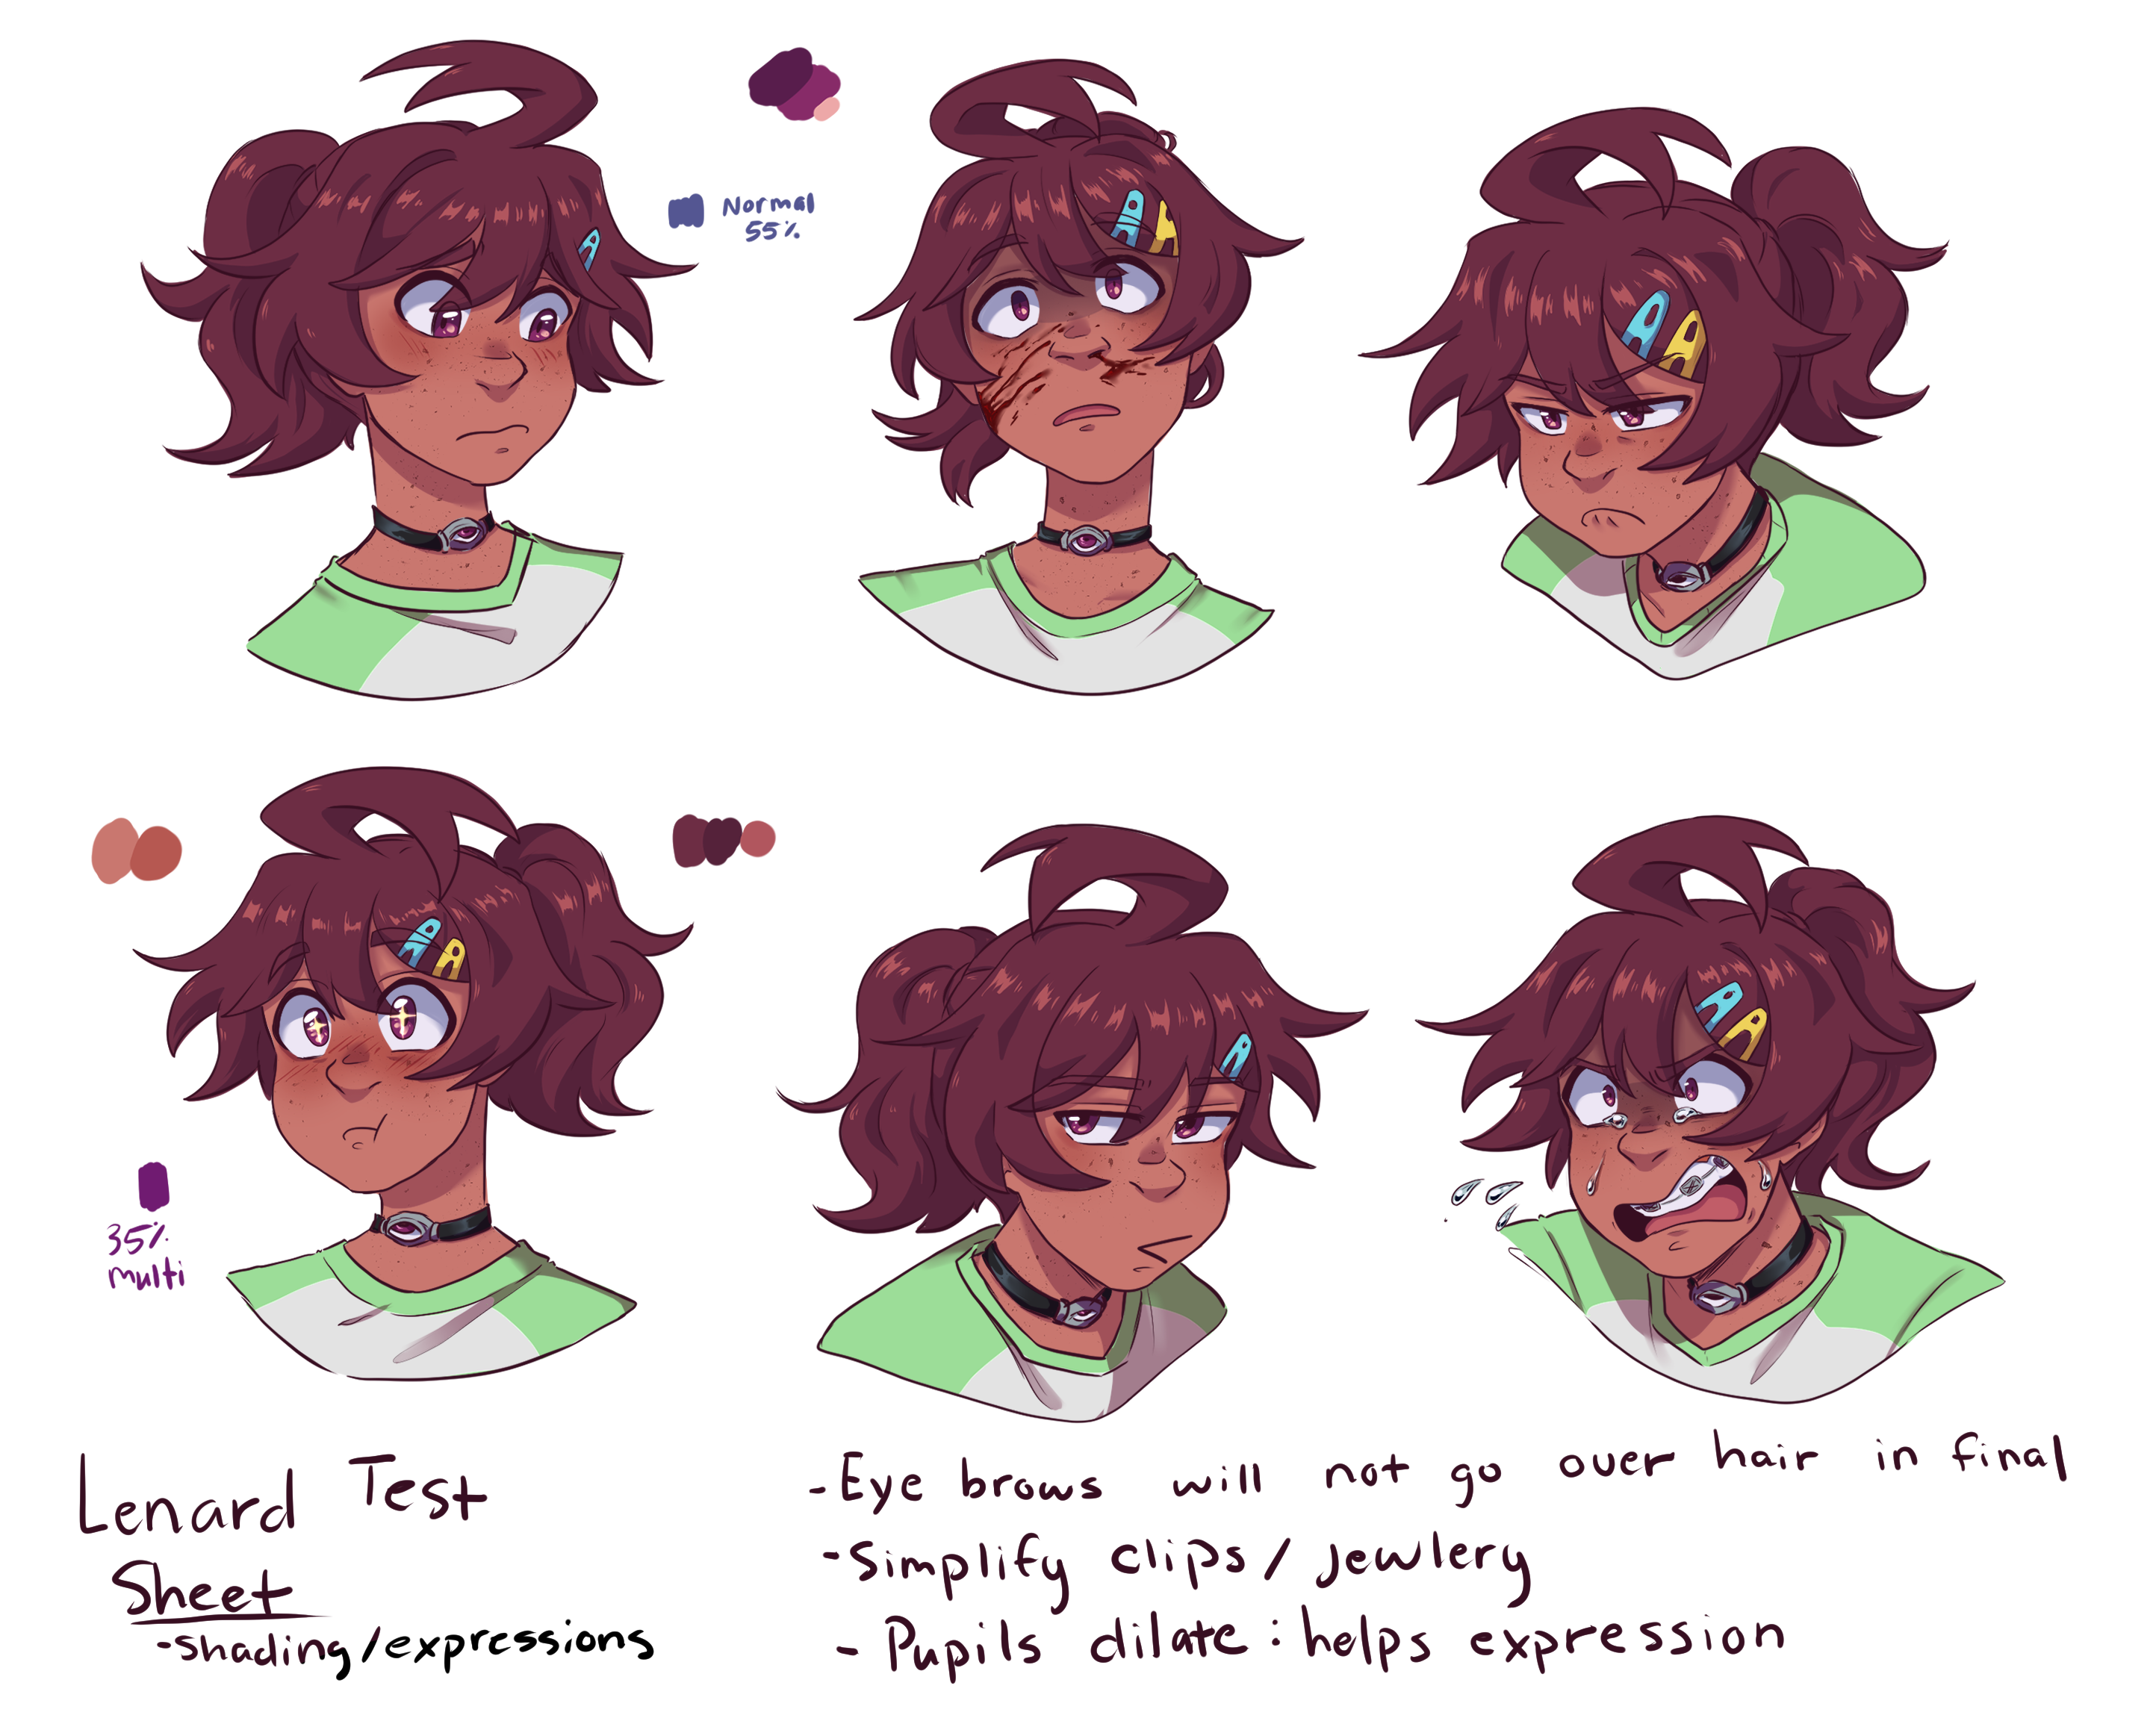 Normal
55%
35%
multi
Lenard Test
Sheet
-shading/expressions
-Eye brows will not go over hair in final
-Simplify clips/jewlery
- Pupils dilate: helps expression